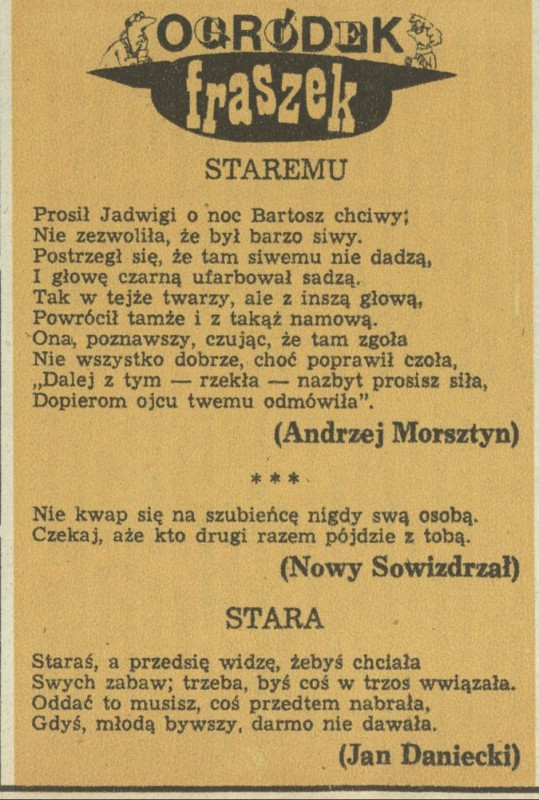 OGRÓDEK
fraszek
STAREMU
Prosił Jadwigi o noc Bartosz chciwy;
Nie zezwoliła, że był barzo siwy.
Postrzegł się, że tam siwemu nie dadzą,
I głowę czarną ufarbował sadzą.
Tak w tejże twarzy, ale z inszą głową,
Powrócił tamże i z takąż namową.
Ona, poznawszy, czując, że tam zgoła
Nie wszystko dobrze, choć poprawił czoła,
„Dalej z tym — rzekła — nazbyt prosisz siła,
Dopierom ojcu twemu odmówiła”.
(Andrzej Morsztyn)
* * *
Nie kwap się na szubieńcę nigdy swą osobą.
Czekaj, aże kto drugi razem pójdzie z tobą.
(Nowy Sowizdrzał)
STARA
Staraś, a przedsię widzę, żebyś chciała
Swych zabaw; trzeba, byś coś w trzos wwiązała.
Oddać to musisz, coś przedtem nabrała,
Gdyś, młodą bywszy, darmo nie dawała.
(Jan Daniecki)